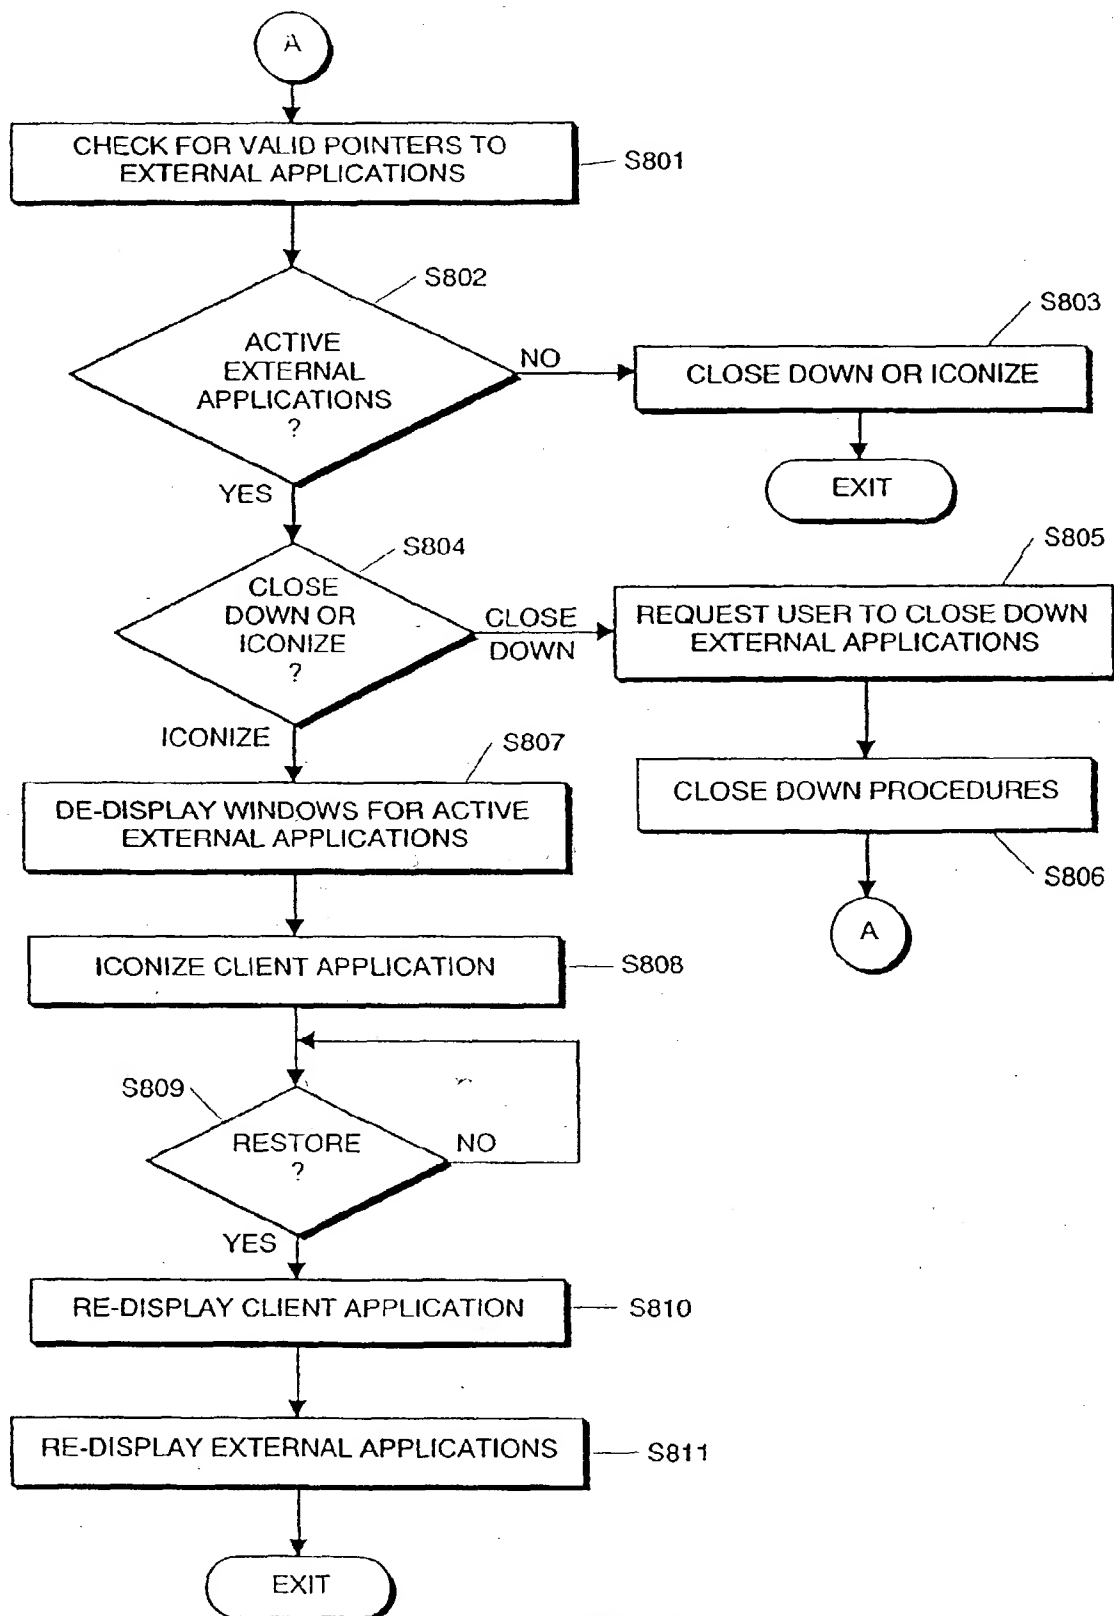 A
CHECK FOR VALID POINTERS TO
EXTERNAL APPLICATIONS
S801
S802
ACTIVE
EXTERNAL
APPLICATIONS
?
NO
YES
S803
CLOSE DOWN OR ICONIZE
EXIT
S804
CLOSE
DOWN OR
ICONIZE
?
CLOSE
DOWN
ICONIZE
S805
REQUEST USER TO CLOSE DOWN
EXTERNAL APPLICATIONS
CLOSE DOWN PROCEDURES
S806
A
S807
DE-DISPLAY WINDOWS FOR ACTIVE
EXTERNAL APPLICATIONS
ICONIZE CLIENT APPLICATION
S808
S809
RESTORE
?
NO
YES
RE-DISPLAY CLIENT APPLICATION
S810
RE-DISPLAY EXTERNAL APPLICATIONS
S811
EXIT